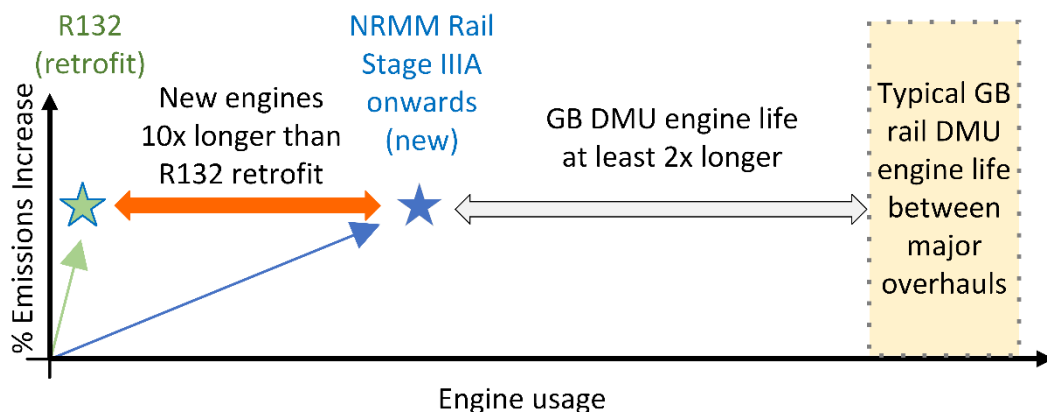 R132
(retrofit)
NRMM Rail
Stage IIIA
onwards
(new)
New engines
10x longer than
R132 retrofit
GB DMU engine life
at least 2x longer
Typical GB
rail DMU
engine life
between
major
overhauls
% Emissions Increase
Engine usage